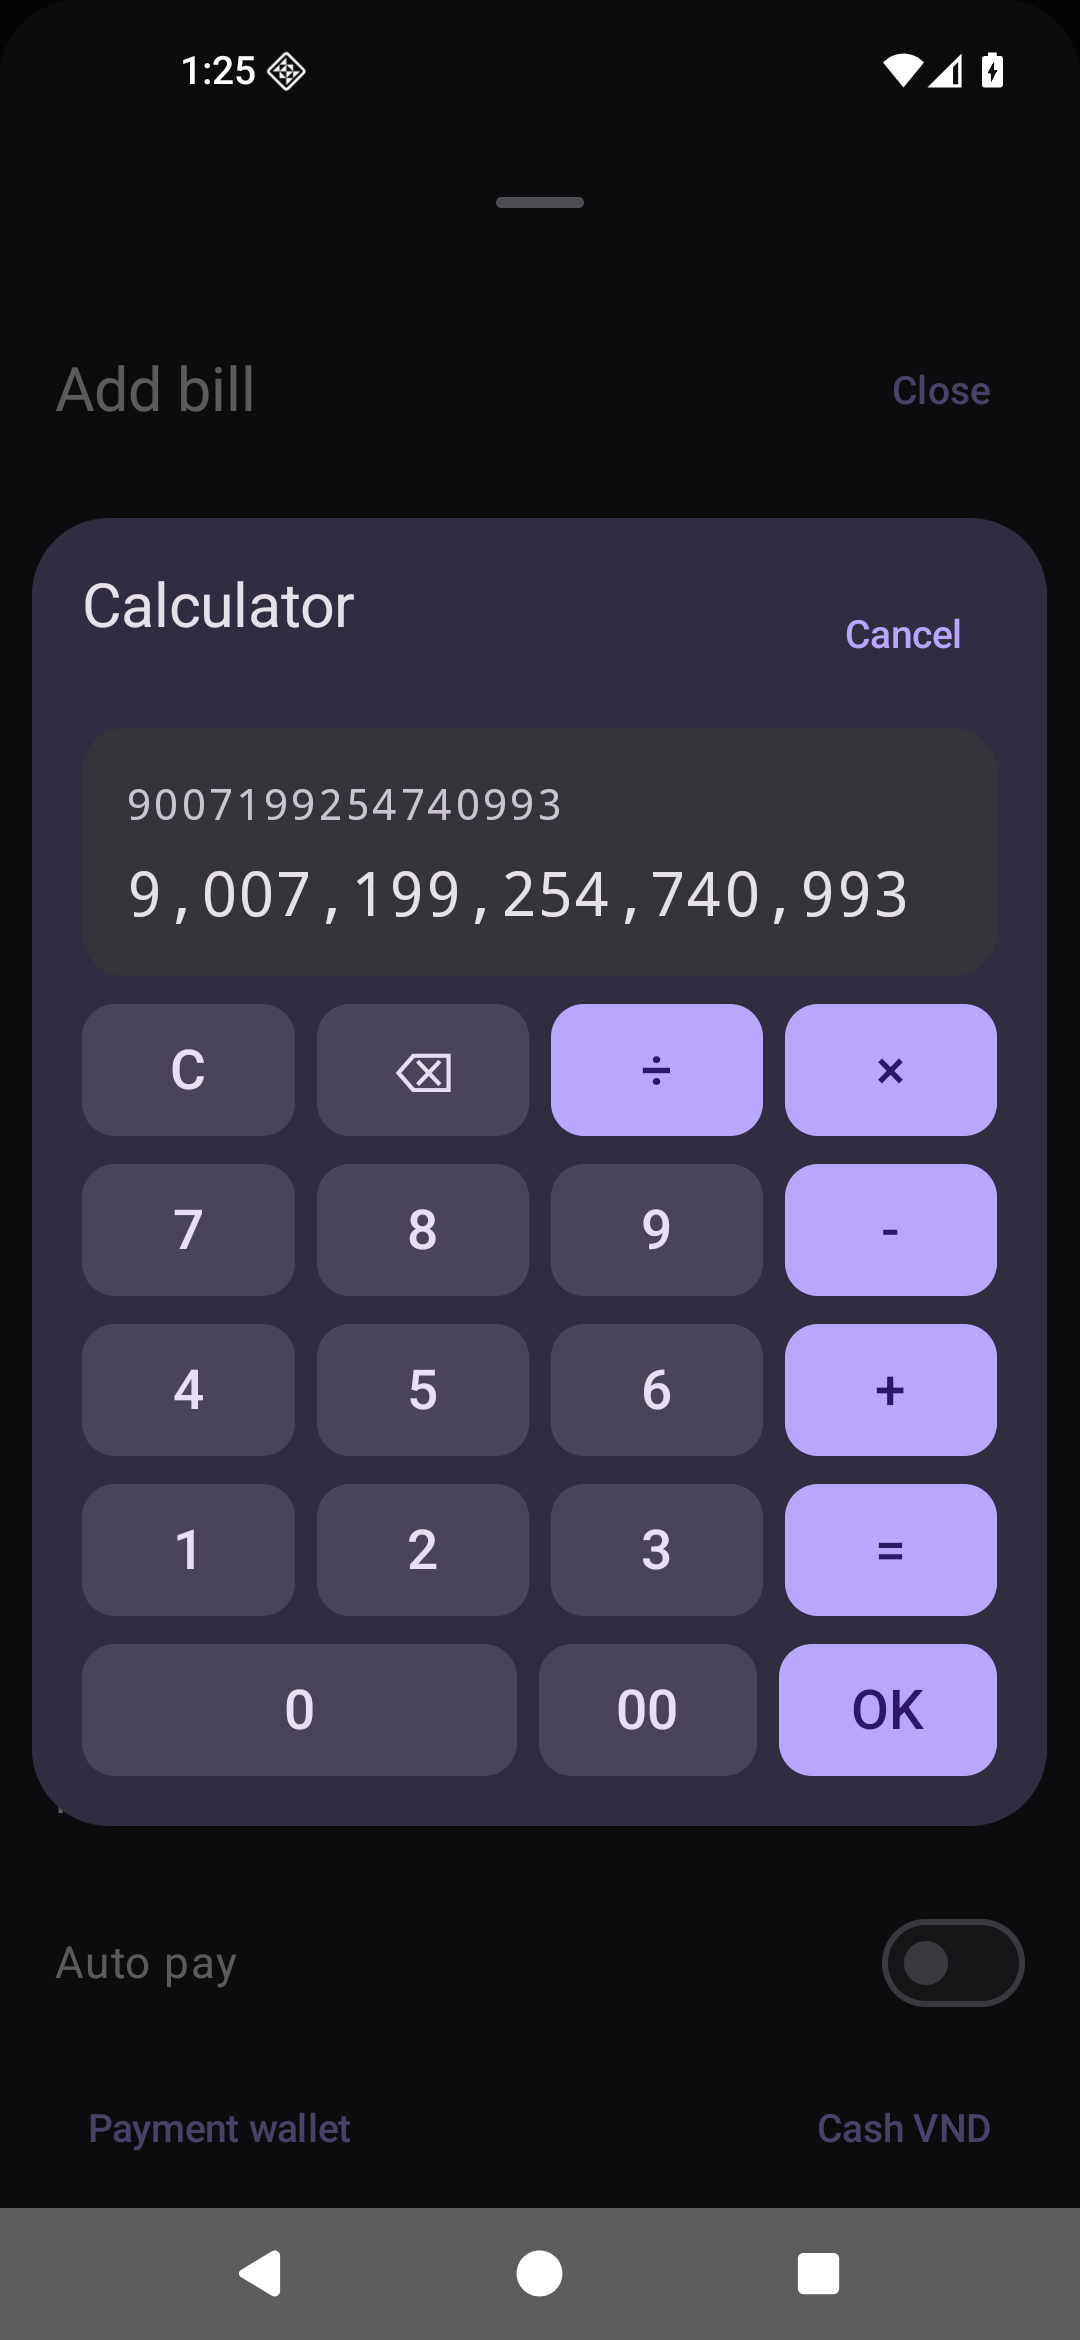 1:25
Add bill
Close
Calculator
Cancel
9007199254740993
9,007,199,254,740,993
C ÷ ×
7 8 9 -
4 5 6 +
1 2 3 =
0 00 OK
Auto pay
Payment wallet
Cash VND